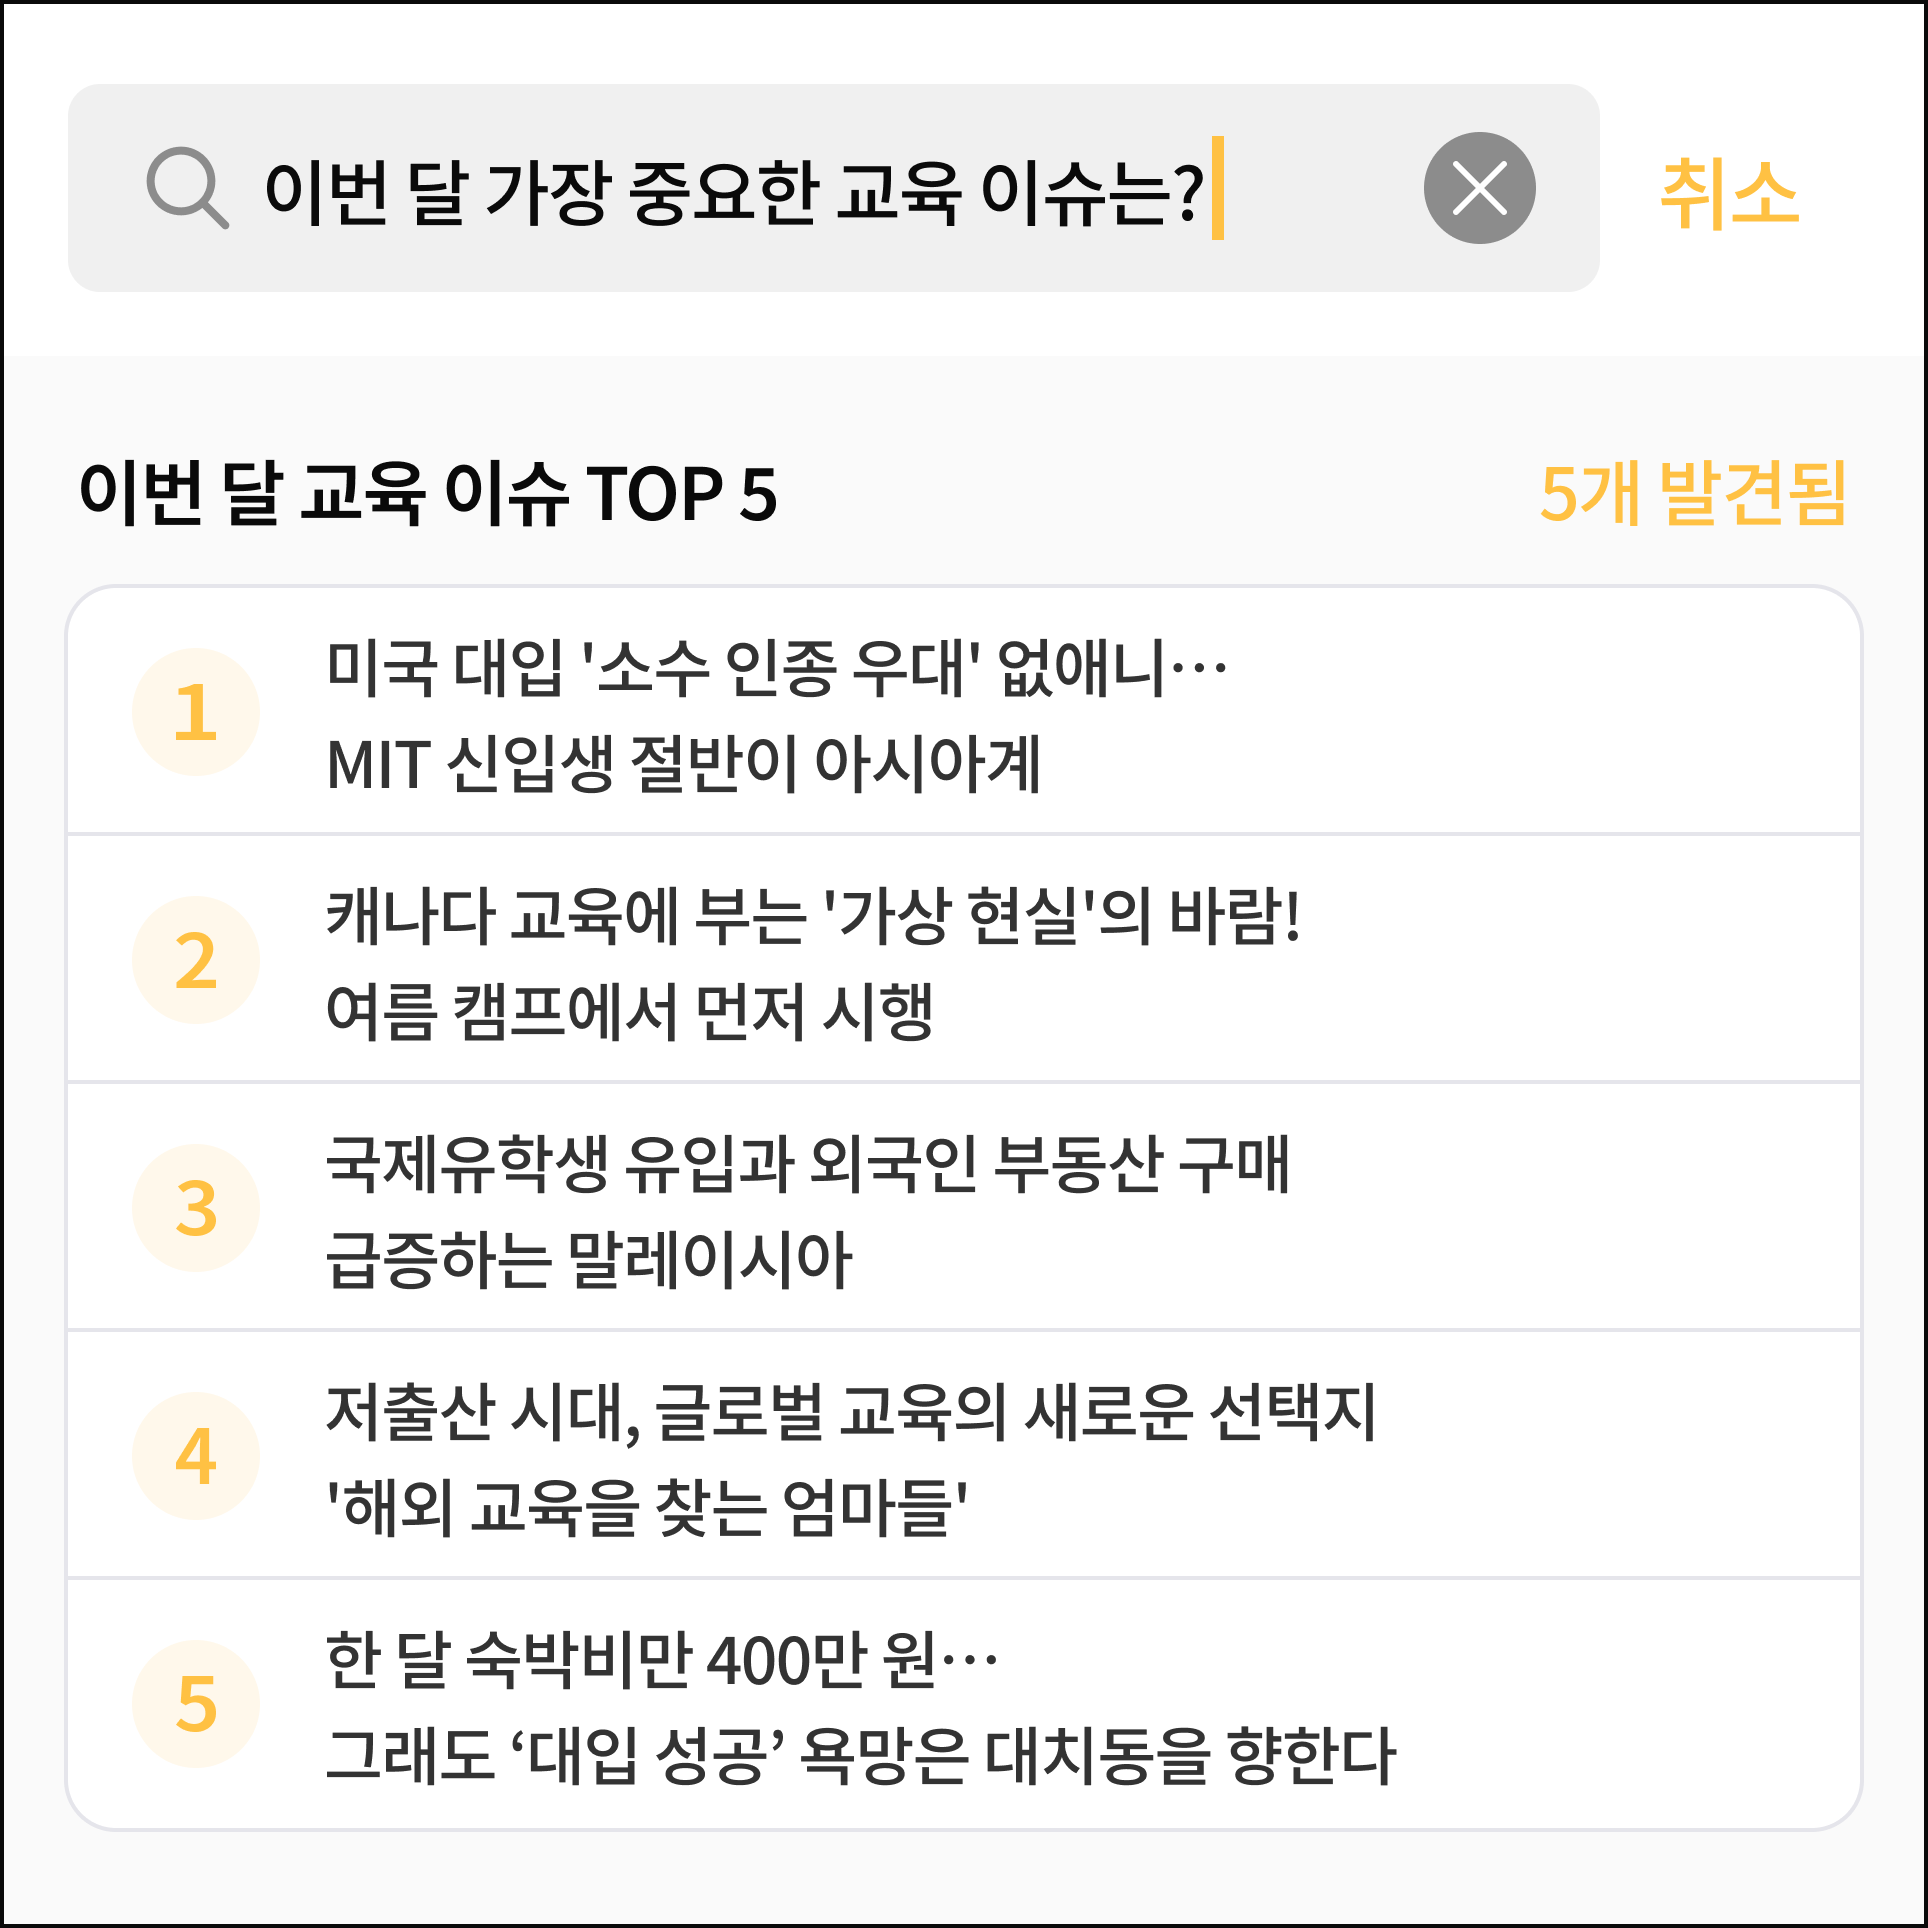 이번 달 가장 중요한 교육 이슈는?
취소
이번 달 교육 이슈 TOP 5
5개 발견됨
1
미국 대입 '소수 인종 우대' 없애니…
MIT 신입생 절반이 아시아계
2
캐나다 교육에 부는 '가상 현실'의 바람!
여름 캠프에서 먼저 시행
3
국제유학생 유입과 외국인 부동산 구매
급증하는 말레이시아
4
저출산 시대, 글로벌 교육의 새로운 선택지
'해외 교육을 찾는 엄마들'
5
한 달 숙박비만 400만 원…
그래도 ‘대입 성공’ 욕망은 대치동을 향한다